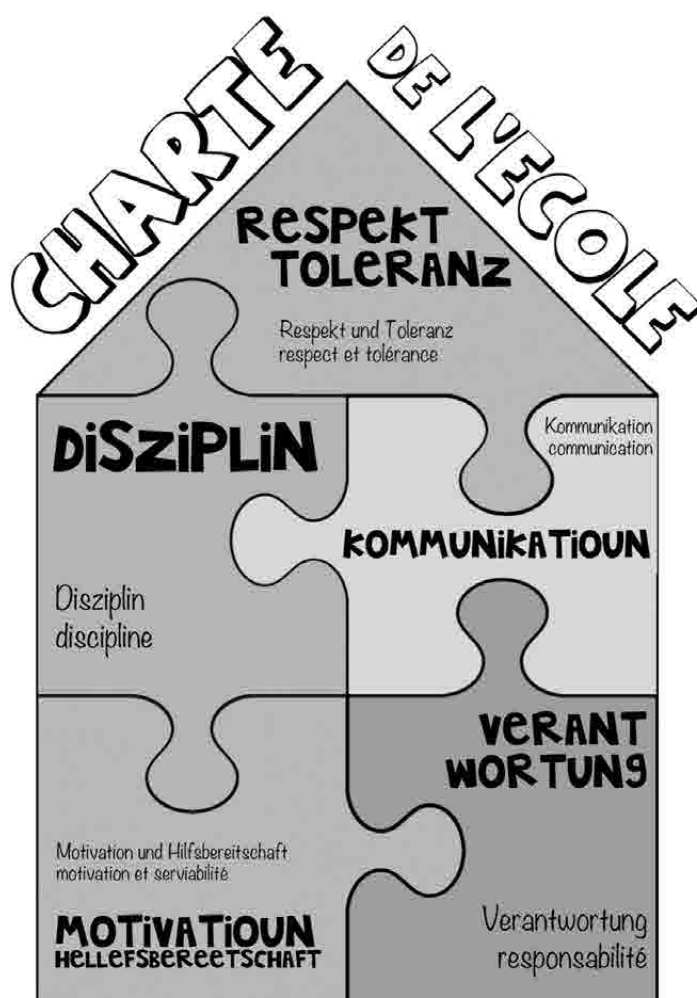 CHARTE
DE L'ECOLE
RESPEKT
TOLERANZ
Respekt und Toleranz
respect et tolérance
DiSZiPLiN
Disziplin
discipline
Kommunikation
communication
KOMMUNiKATiOUN
VERANT
WORTUNG
Verantwortung
responsabilité
Motivation und Hilfsbereitschaft
motivation et serviabilité
MOTiVATiOUN
HELLEFSBEREETSCHAFT